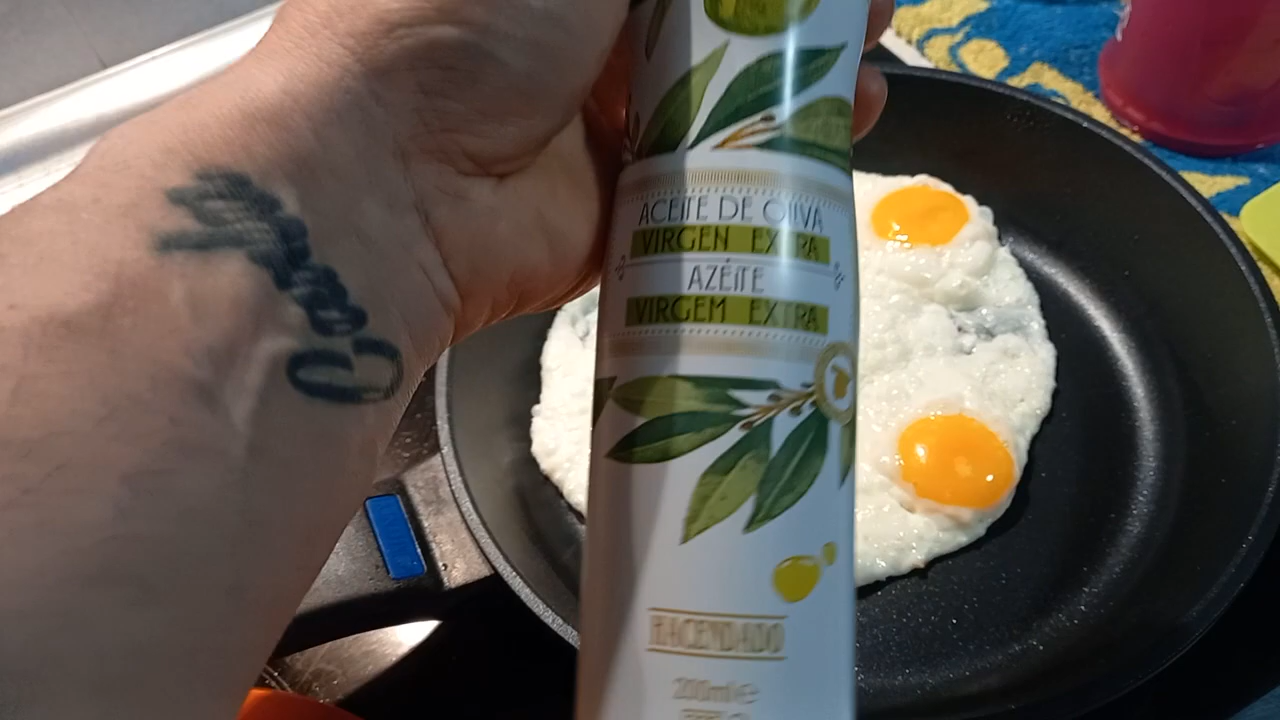 ACEITE DE OLIVA
VIRGEN EXTRA
AZEITE
VIRGEM EXTRA
HACENDADO
200ml e